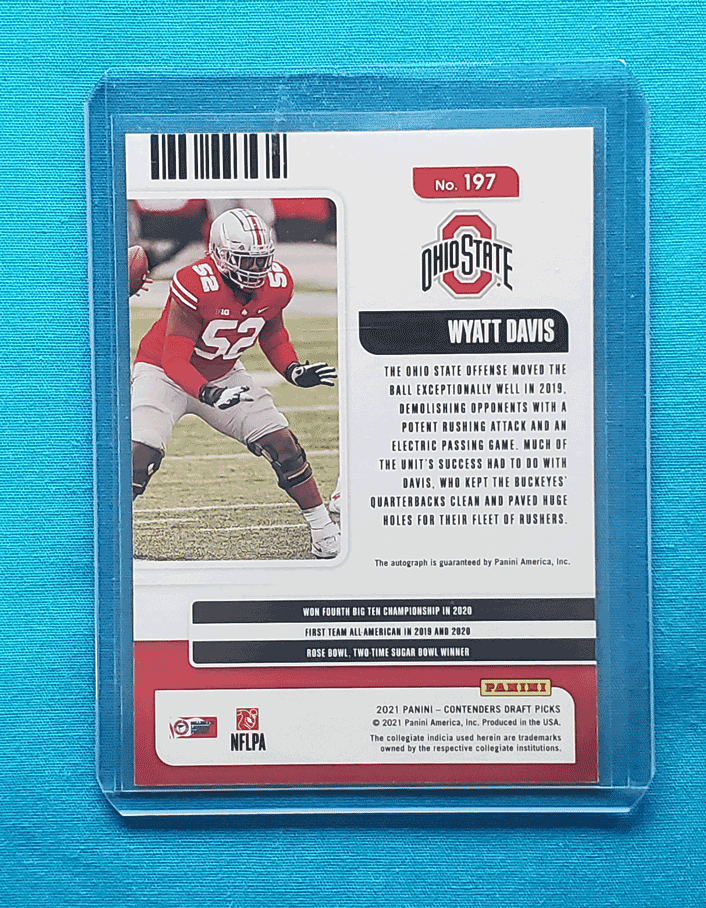 No. 197
OHIO STATE
WYATT DAVIS
THE OHIO STATE OFFENSE MOVED THE
BALL EXCEPTIONALLY WELL IN 2019,
DEMOLISHING OPPONENTS WITH A
POTENT RUSHING ATTACK AND AN
ELECTRIC PASSING GAME. MUCH OF
THE UNIT'S SUCCESS HAD TO DO WITH
DAVIS, WHO KEPT THE BUCKEYES'
QUARTERBACKS CLEAN AND PAVED HUGE
HOLES FOR THEIR FLEET OF RUSHERS.
52
52
52
The autograph is guaranteed by Panini America, Inc.
WON FOURTH BIG TEN CHAMPIONSHIP IN 2020
FIRST TEAM ALL-AMERICAN IN 2019 AND 2020
ROSE BOWL, TWO-TIME SUGAR BOWL WINNER
PANINI
2021 PANINI – CONTENDERS DRAFT PICKS
© 2021 Panini America, Inc. Produced in the USA.
The collegiate indicia used herein are trademarks
owned by the respective collegiate institutions.
NFLPA